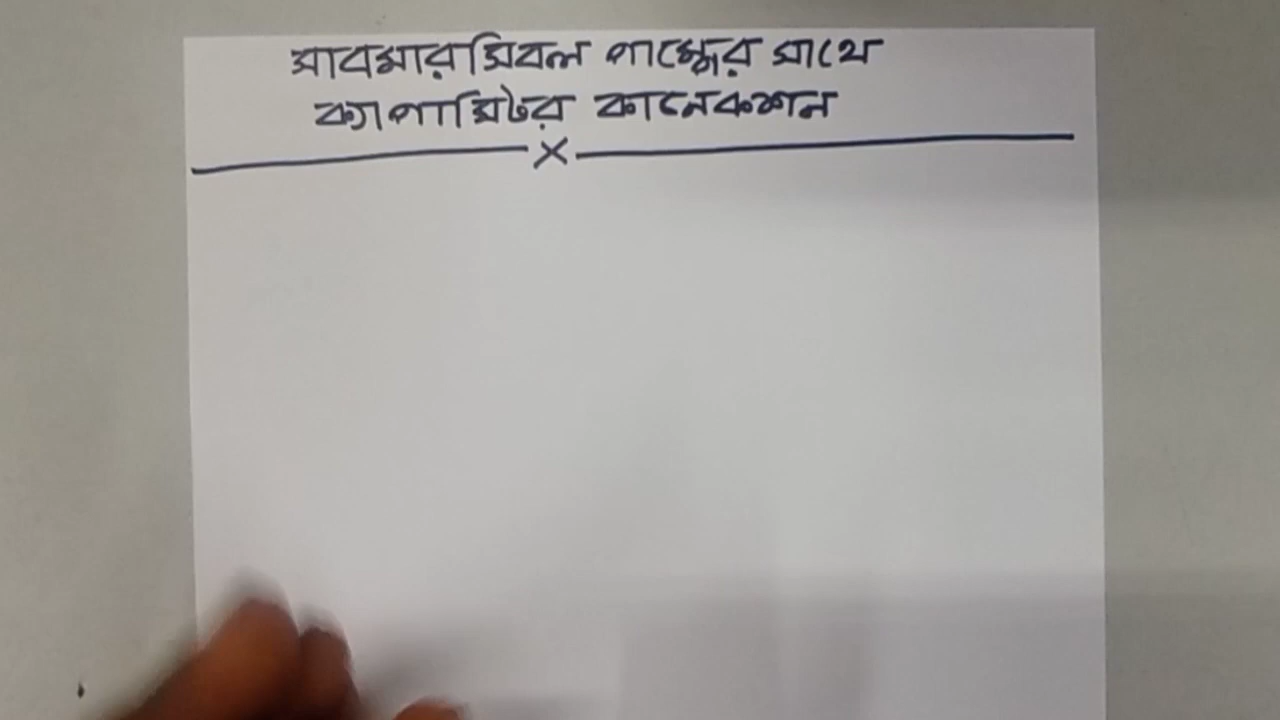 সাবমারসিবল পাম্পের সাথে
ক্যাপাসিটর কানেকশন
X